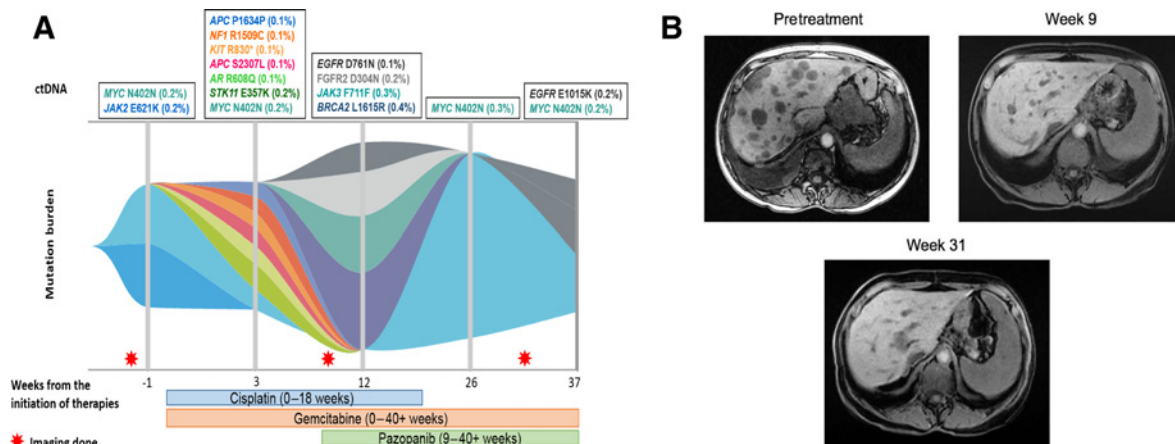 A
B
ctDNA
MYC N402N (0.2%)
JAK2 E621K (0.2%)
APC P1634P (0.1%)
NF1 R1509C (0.1%)
KIT R830* (0.1%)
APC S2307L (0.1%)
AR R608Q (0.1%)
STK11 E357K (0.2%)
MYC N402N (0.2%)
EGFR D761N (0.1%)
FGFR2 D304N (0.2%)
JAK3 F711F (0.3%)
BRCA2 L1615R (0.4%)
MYC N402N (0.3%)
EGFR E1015K (0.2%)
MYC N402N (0.2%)
Mutation burden
Weeks from the
initiation of therapies
-1 3 12 26 37
Cisplatin (0–18 weeks)
Gemcitabine (0–40+ weeks)
Pazopanib (9–40+ weeks)
Imaging done
Pretreatment
Week 9
Week 31